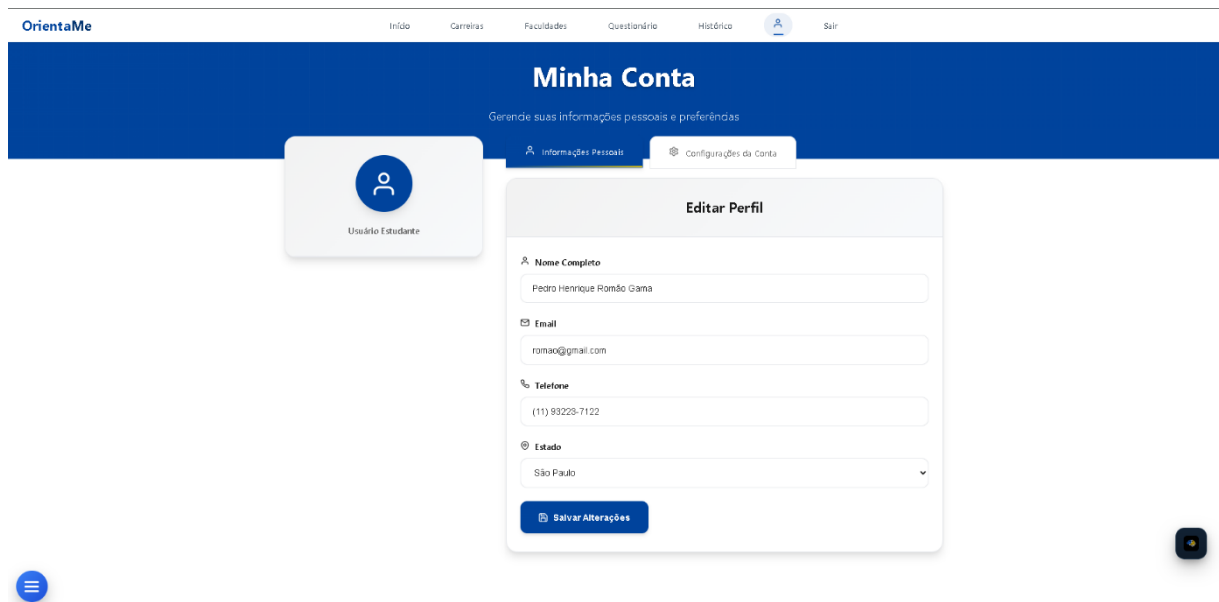 OrientaMe
Início Carreiras Faculdades Questionário Histórico Sair
Minha Conta
Gerencie suas informações pessoais e preferências
Informações Pessoais Configurações da Conta
Usuário Estudante
Editar Perfil
Nome Completo
Pedro Henrique Romão Gama
Email
romao@gmail.com
Telefone
(11) 93223-7122
Estado
São Paulo
Salvar Alterações